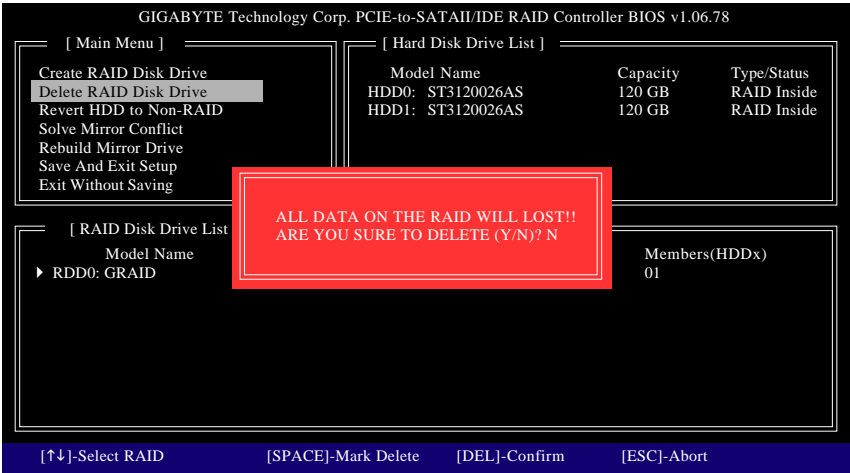 GIGABYTE Technology Corp. PCIE-to-SATAII/IDE RAID Controller BIOS v1.06.78
[ Main Menu ]
Create RAID Disk Drive
Delete RAID Disk Drive
Revert HDD to Non-RAID
Solve Mirror Conflict
Rebuild Mirror Drive
Save And Exit Setup
Exit Without Saving
[ Hard Disk Drive List ]
Model Name Capacity Type/Status
HDD0: ST3120026AS 120 GB RAID Inside
HDD1: ST3120026AS 120 GB RAID Inside
ALL DATA ON THE RAID WILL LOST!!
ARE YOU SURE TO DELETE (Y/N)? N
[ RAID Disk Drive List
Model Name Members(HDDx)
RDD0: GRAID 01
[↑↓]-Select RAID [SPACE]-Mark Delete [DEL]-Confirm [ESC]-Abort